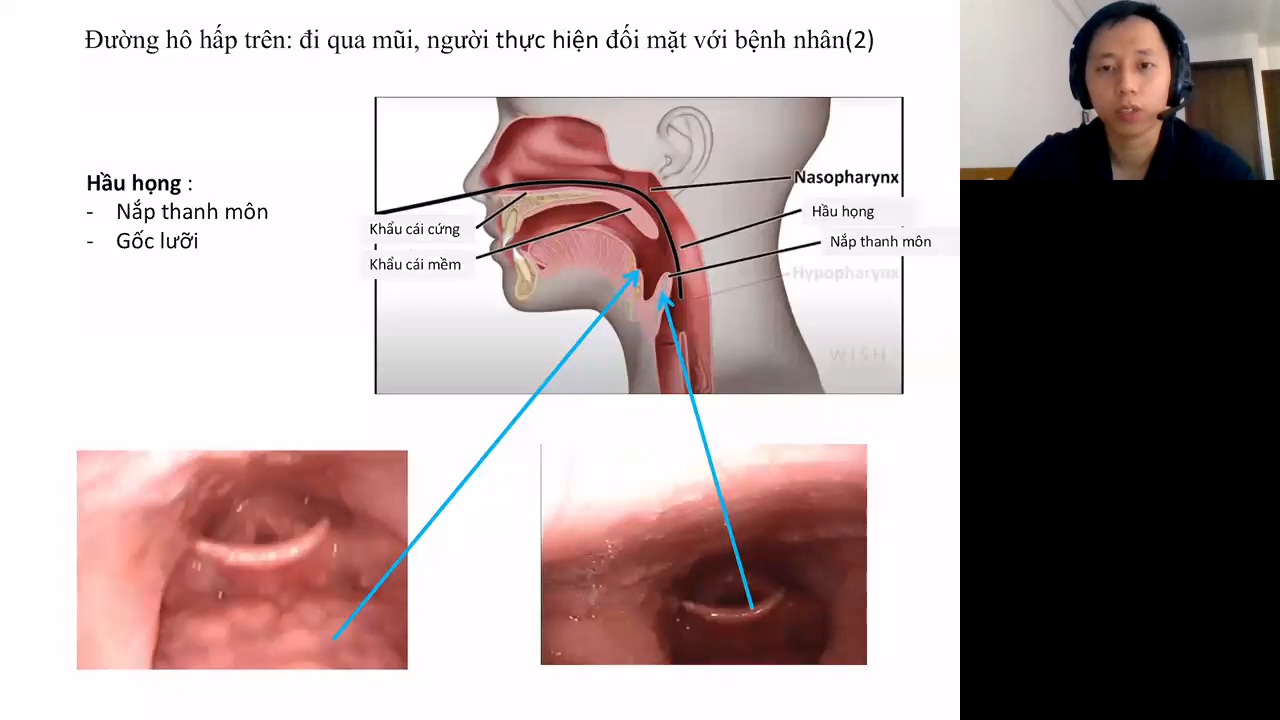 Đường hô hấp trên: đi qua mũi, người thực hiện đối mặt với bệnh nhân(2)
Hầu họng :
- Nắp thanh môn
- Gốc lưỡi
Nasopharynx
Hầu họng
Khẩu cái cứng
Nắp thanh môn
Khẩu cái mềm
Hypopharynx
WISH